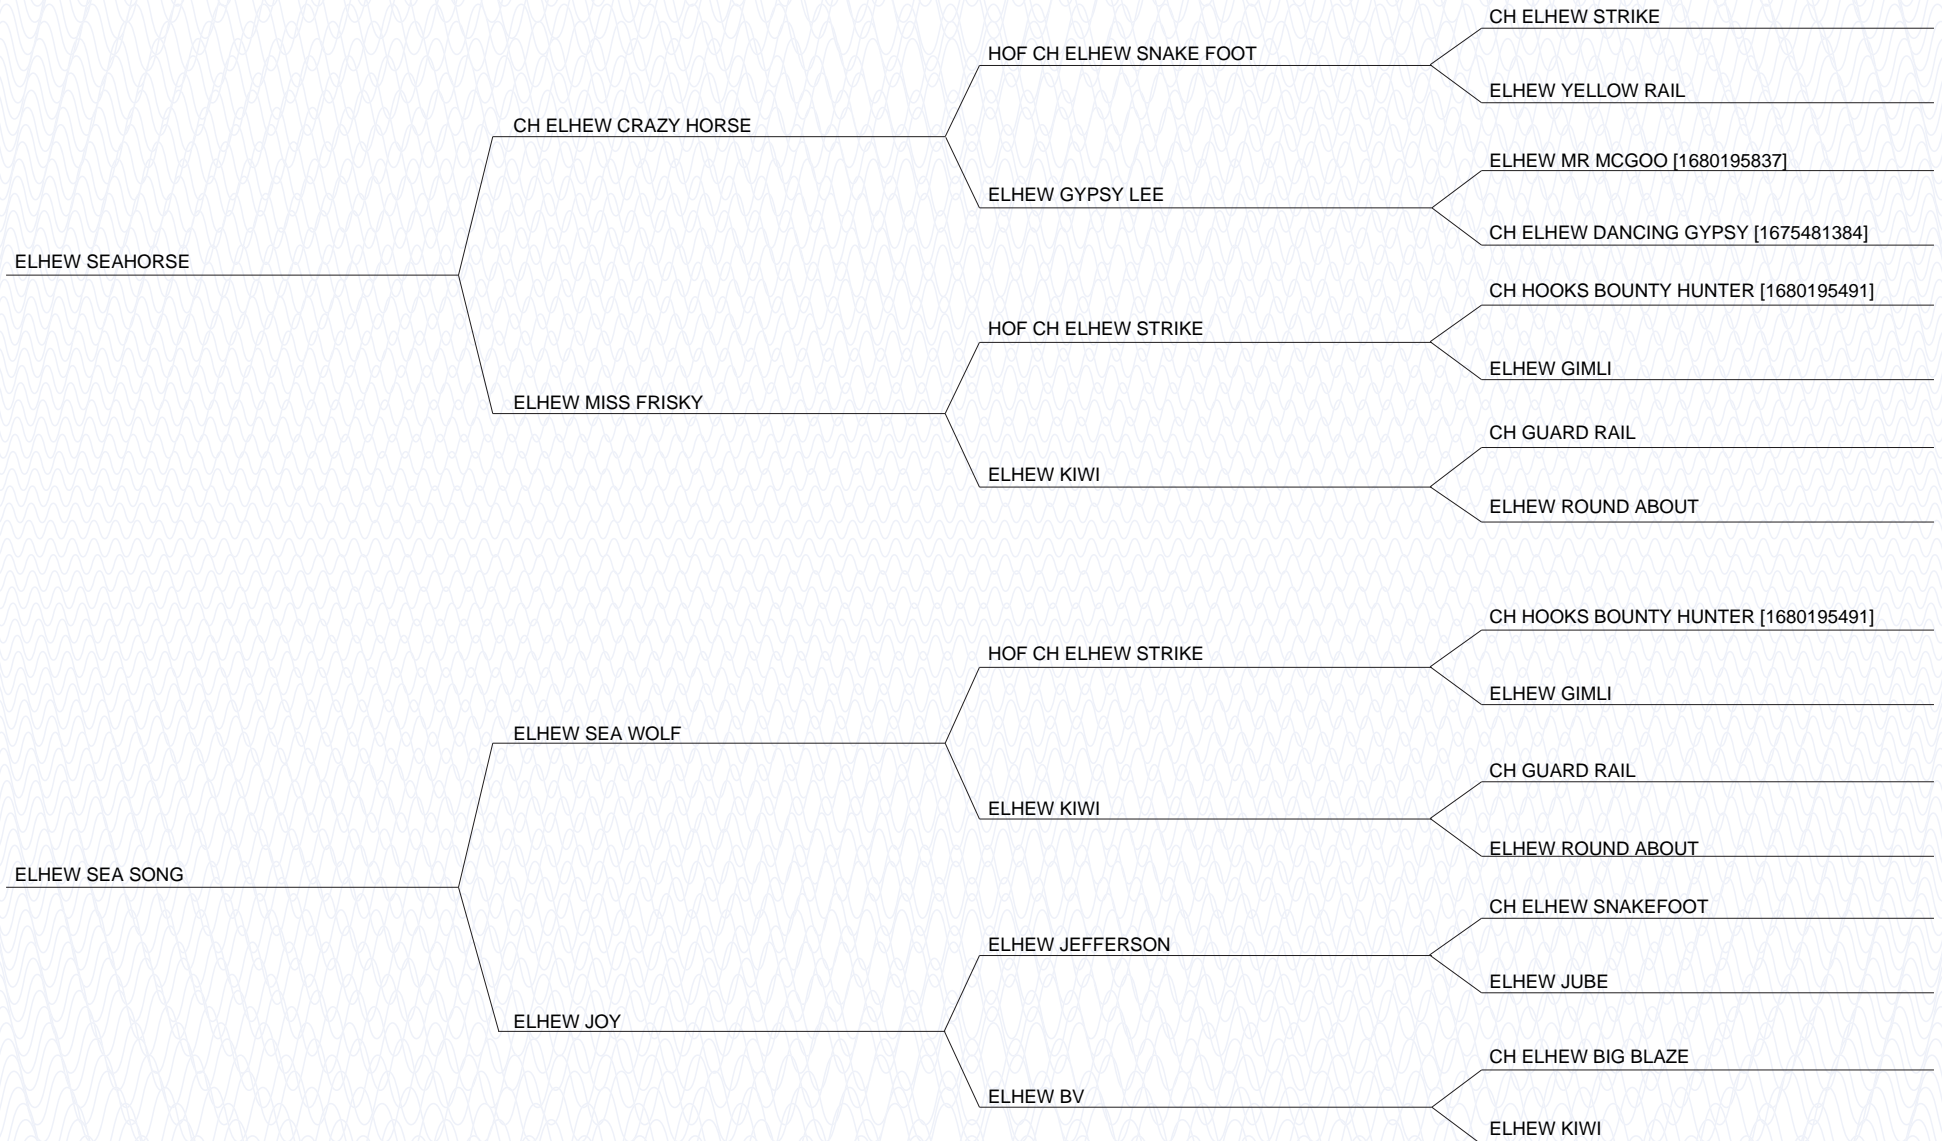 CH ELHEW STRIKE
HOF CH ELHEW SNAKE FOOT
ELHEW YELLOW RAIL
CH ELHEW CRAZY HORSE
ELHEW MR MCGOO [1680195837]
ELHEW GYPSY LEE
CH ELHEW DANCING GYPSY [1675481384]
ELHEW SEAHORSE
CH HOOKS BOUNTY HUNTER [1680195491]
HOF CH ELHEW STRIKE
ELHEW GIMLI
ELHEW MISS FRISKY
CH GUARD RAIL
ELHEW KIWI
ELHEW ROUND ABOUT
CH HOOKS BOUNTY HUNTER [1680195491]
HOF CH ELHEW STRIKE
ELHEW GIMLI
ELHEW SEA WOLF
CH GUARD RAIL
ELHEW KIWI
ELHEW ROUND ABOUT
ELHEW SEA SONG
CH ELHEW SNAKEFOOT
ELHEW JEFFERSON
ELHEW JUBE
ELHEW JOY
CH ELHEW BIG BLAZE
ELHEW BV
ELHEW KIWI